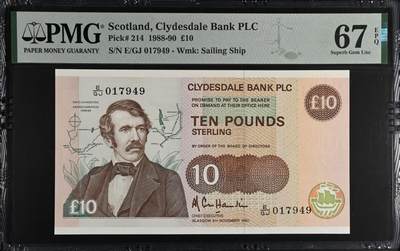 PMG
PAPER MONEY GUARANTY
Scotland, Clydesdale Bank PLC
Pick# 214 1988-90 £10
S/N E/GJ 017949 - Wmk: Sailing Ship
67 EPQ
Superb Gem Unc
E/GJ 017949
CLYDESDALE BANK PLC
PROMISE TO PAY TO THE BEARER
ON DEMAND AT THEIR OFFICE HERE
£10
TEN POUNDS
STERLING
BY ORDER OF THE BOARD OF DIRECTORS
10
CHIEF EXECUTIVE
£10
E/GJ 017949